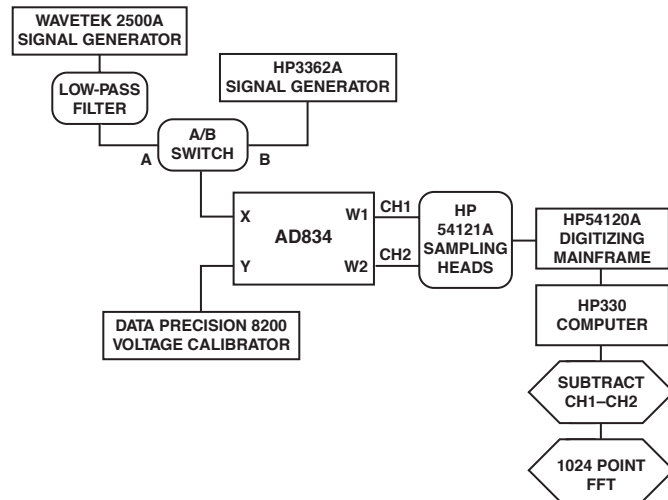 WAVETEK 2500A
SIGNAL GENERATOR
HP3362A
SIGNAL GENERATOR
LOW-PASS
FILTER
A/B
SWITCH
A
B
X
Y
AD834
W1
W2
CH1
CH2
HP
54121A
SAMPLING
HEADS
HP54120A
DIGITIZING
MAINFRAME
DATA PRECISION 8200
VOLTAGE CALIBRATOR
HP330
COMPUTER
SUBTRACT
CH1–CH2
1024 POINT
FFT